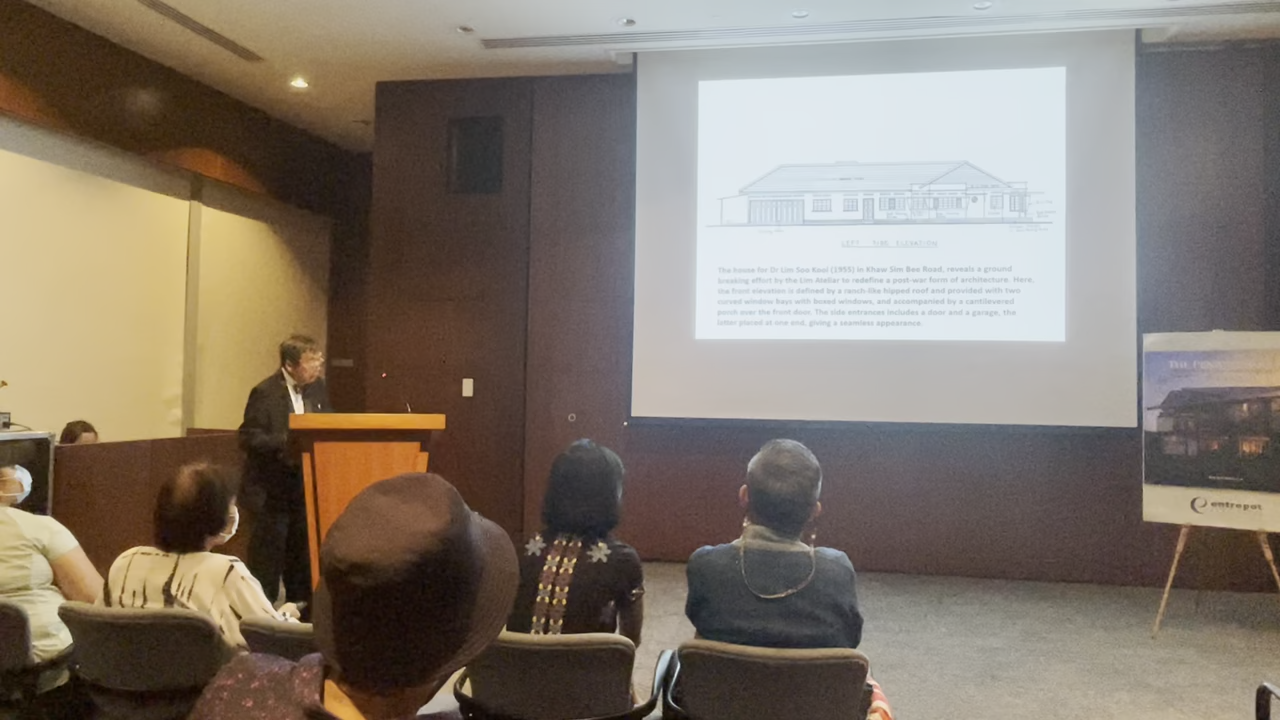 LEFT SIDE ELEVATION
The home for Dr Lim Soo Kooi (1955) in Khaw Sim Bee Road, reveals a ground
breaking effort by the Lim Atelier to redefine a post-war form of architecture. Here,
the front elevation is defined by a ranch-like hipped roof and provided with two
curved window bays with boxed windows, and accompanied by a cantilevered
porch over the front door. The side entrances includes a door and a garage, the
latter placed at one end, giving a seamless appearance.
THE
entrepot